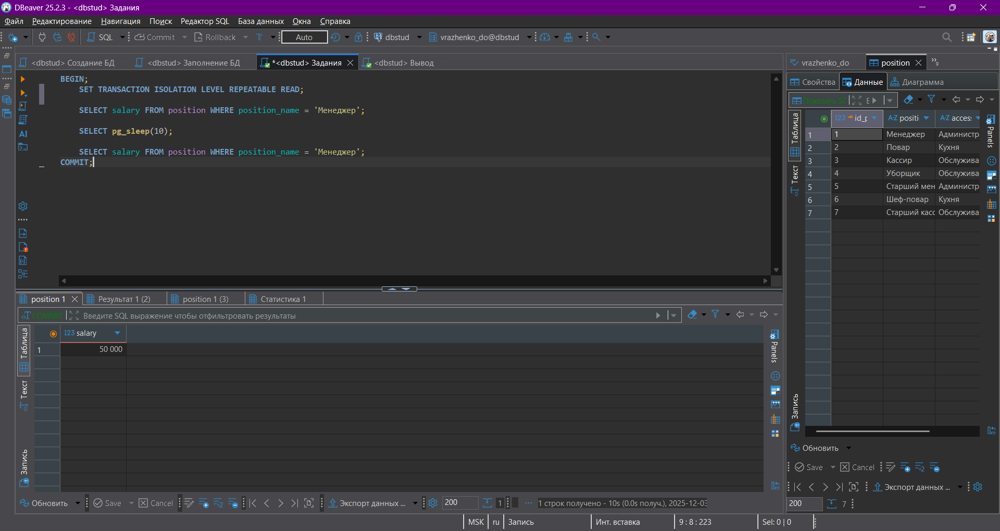 DBeaver 25.2.3 - <dbstud> Задания
Файл Редактирование Навигация Поиск Редактор SQL База данных Окна Справка
SQL Commit Rollback Auto dbstud vrazhenko_do@dbstud
<dbstud> Создание БД <dbstud> Заполнение БД *<dbstud> Задания <dbstud> Вывод
BEGIN;
SET TRANSACTION ISOLATION LEVEL REPEATABLE READ;
SELECT salary FROM position WHERE position_name = 'Менеджер';
SELECT pg_sleep(10);
SELECT salary FROM position WHERE position_name = 'Менеджер';
COMMIT;
AI
position 1 Результат 1 (2) position 1 (3) Статистика 1
COMMIT Введите SQL выражение чтобы отфильтровать результаты
123 salary
1 50 000
Таблица
Текст
Запись
Panels
Обновить Save Cancel Экспорт данных ... 200 1 ... 1 строк получено - 10s (0.0s получ.), 2025-12-03
vrazhenko_do position »9
Свойства Данные Диаграмма
Показать SQ
123 id_p A-Z positi A-Z acces
1 1 Менеджер Администр
2 2 Повар Кухня
3 3 Кассир Обслужива
4 4 Уборщик Обслужива
5 5 Старший мен Администр
6 6 Шеф-повар Кухня
7 7 Старший касс Обслужива
Таблица
Текст
Запись
Panels
Обновить
Save Cancel
Экспорт данных ...
200 7
MSK ru Запись Инт. вставка 9 : 8 : 223 Sel: 0 | 0